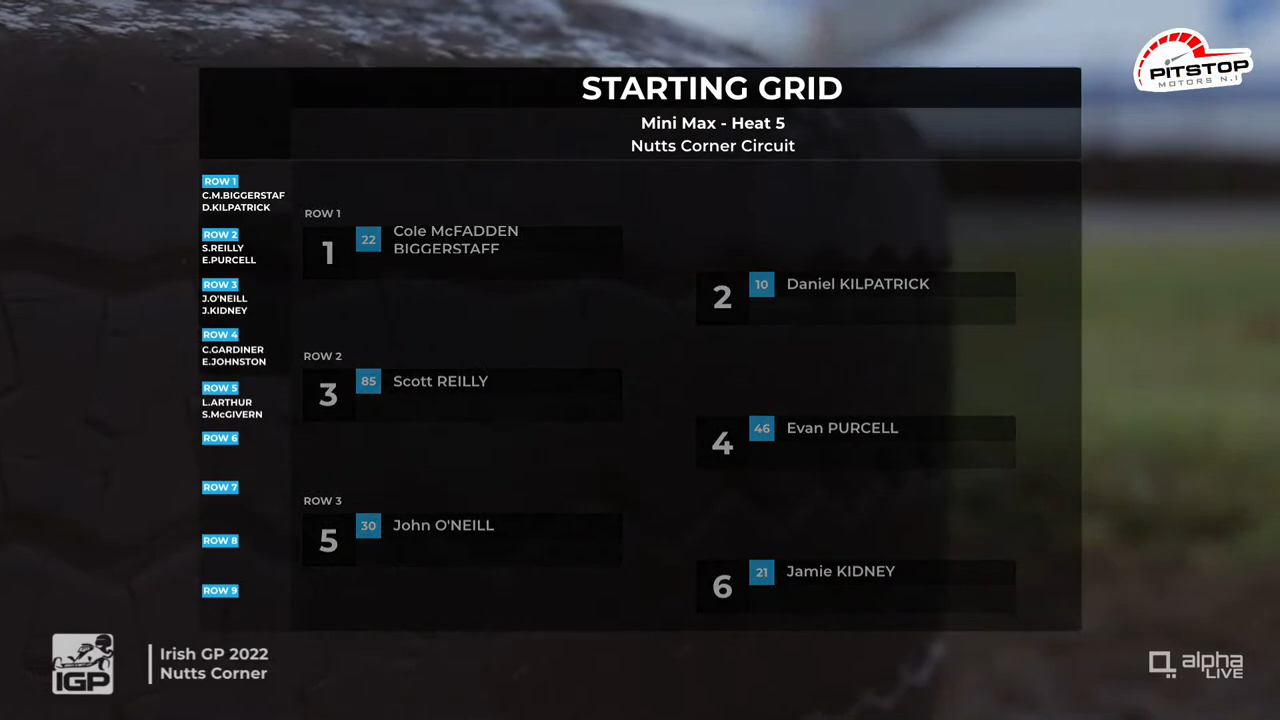 PITSTOP
MOTORS N.I
STARTING GRID
Mini Max - Heat 5
Nutts Corner Circuit
ROW 1
C.M.BIGGERSTAF
D.KILPATRICK
ROW 2
S.REILLY
E.PURCELL
ROW 3
J.O'NEILL
J.KIDNEY
ROW 4
C.GARDINER
E.JOHNSTON
ROW 5
L.ARTHUR
S.McGIVERN
ROW 6
ROW 7
ROW 8
ROW 9
ROW 1
1 22 Cole McFADDEN
BIGGERSTAFF
2 10 Daniel KILPATRICK
ROW 2
3 85 Scott REILLY
4 46 Evan PURCELL
ROW 3
5 30 John O'NEILL
6 21 Jamie KIDNEY
IGP
Irish GP 2022
Nutts Corner
alpha
LIVE